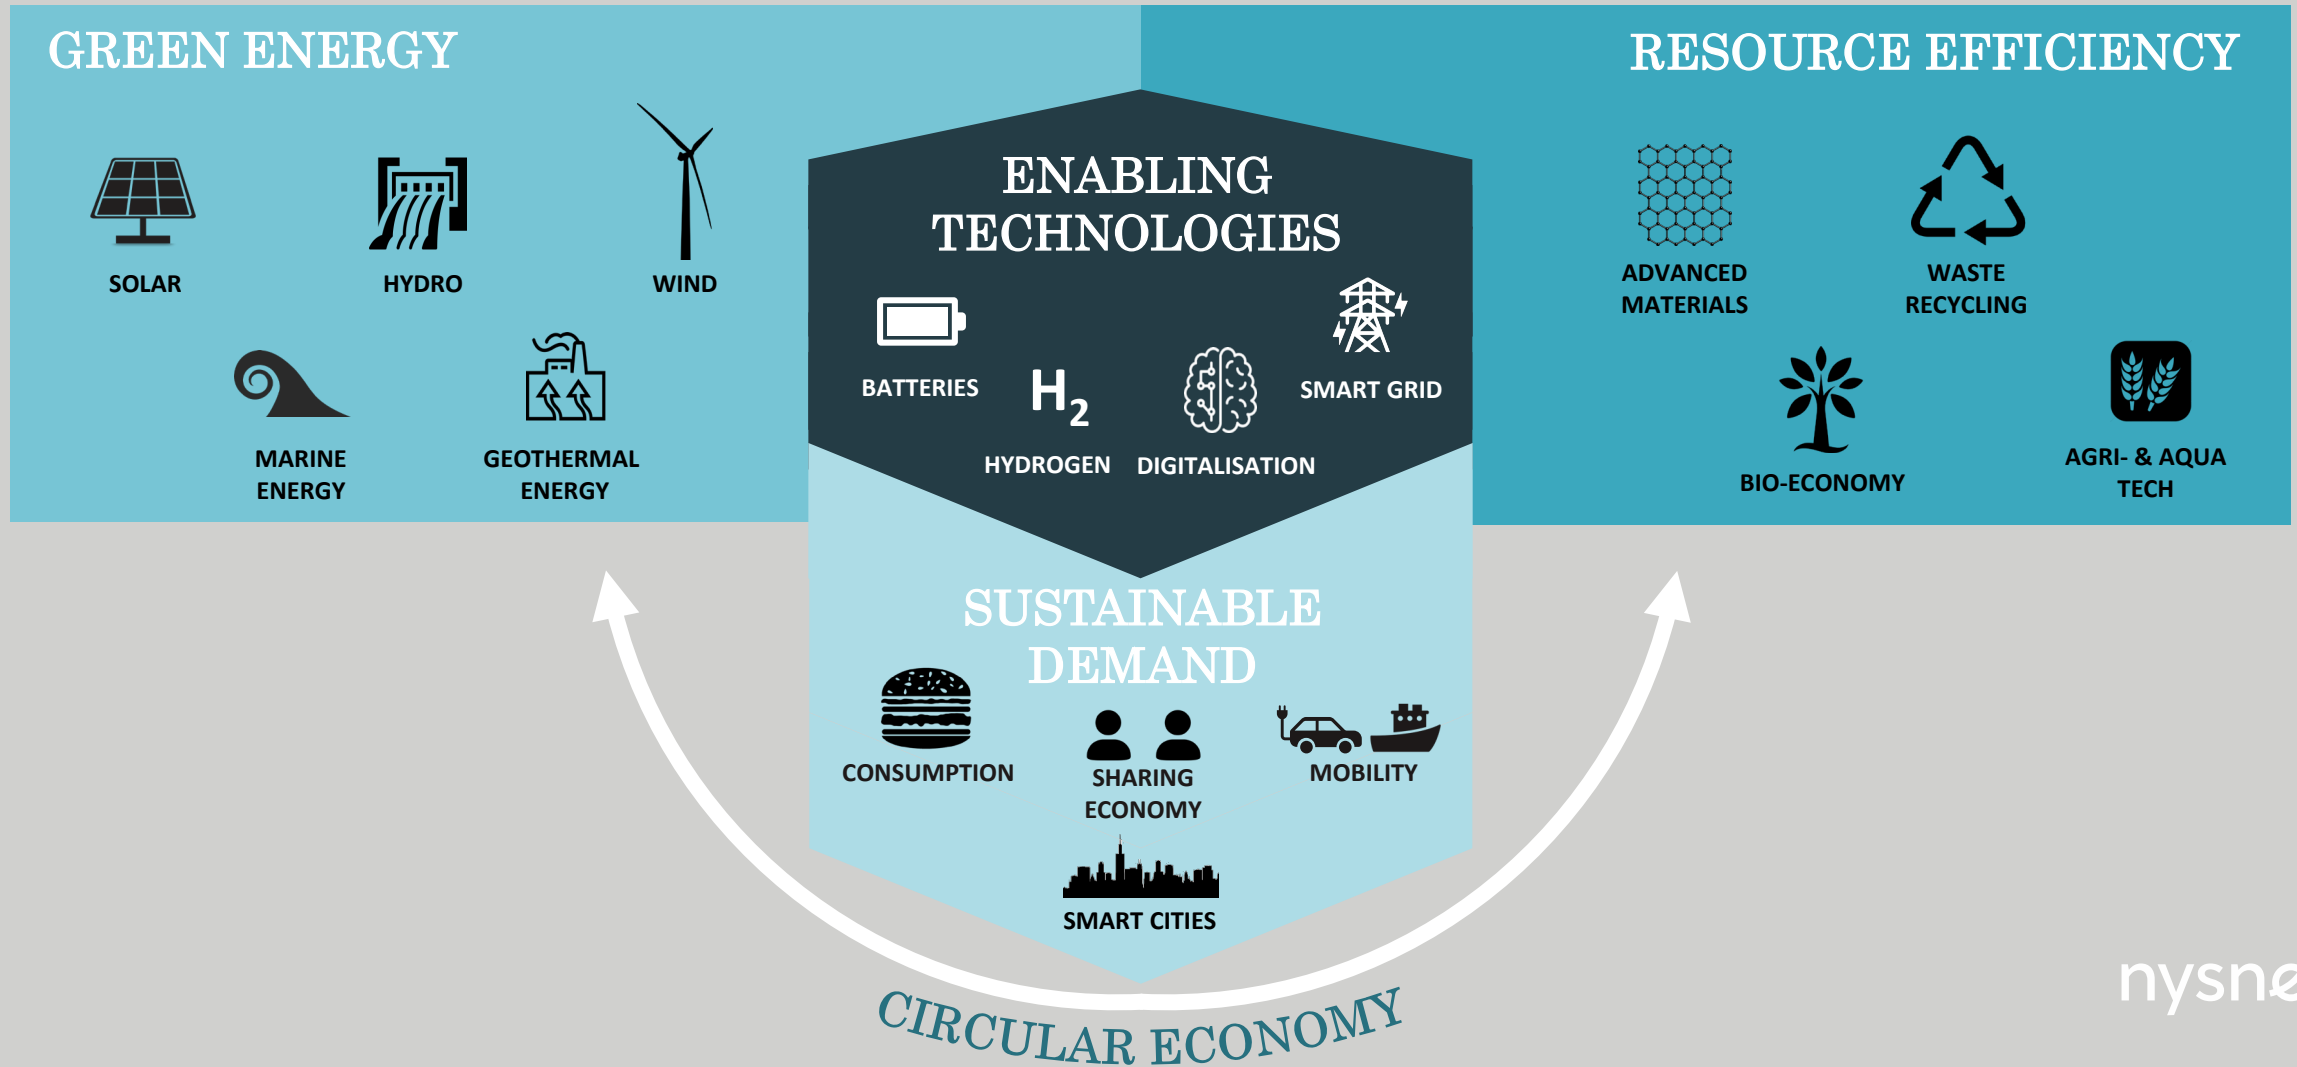 GREEN ENERGY
SOLAR
HYDRO
WIND
MARINE
ENERGY
GEOTHERMAL
ENERGY
ENABLING
TECHNOLOGIES
BATTERIES
H2
HYDROGEN
DIGITALISATION
SMART GRID
RESOURCE EFFICIENCY
ADVANCED
MATERIALS
WASTE
RECYCLING
BIO-ECONOMY
AGRI- & AQUA
TECH
SUSTAINABLE
DEMAND
CONSUMPTION
SHARING
ECONOMY
MOBILITY
SMART CITIES
CIRCULAR ECONOMY
nysnø